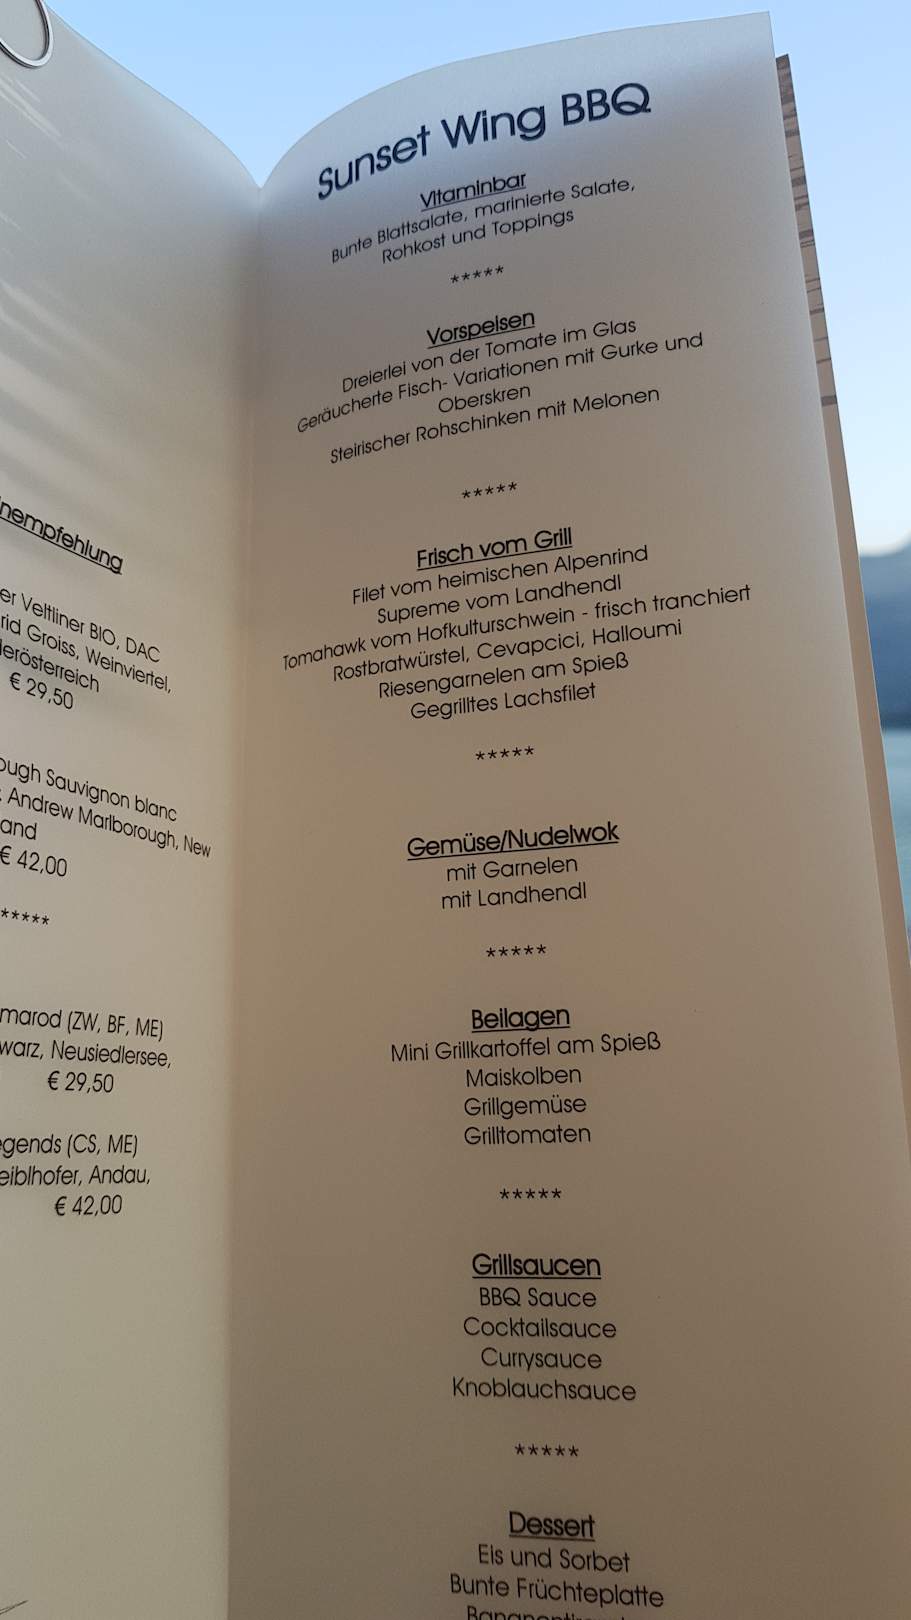 nempfehlung
er Veltliner BIO, DAC
rid Groiss, Weinviertel,
derösterreich
€ 29,50
ough Sauvignon blanc
Andrew Marlborough, New
and
€ 42,00
*****
marod (ZW, BF, ME)
warz, Neusiedlersee,
€ 29,50
egends (CS, ME)
eiblhofer, Andau,
€ 42,00
Sunset Wing BBQ
Vitaminbar
Bunte Blattsalate, marinierte Salate,
Rohkost und Toppings
*****
Vorspeisen
Dreierlei von der Tomate im Glas
Geräucherte Fisch- Variationen mit Gurke und
Oberskren
Steirischer Rohschinken mit Melonen
*****
Frisch vom Grill
Filet vom heimischen Alpenrind
Supreme vom Landhendl
Tomahawk vom Hofkulturschwein - frisch tranchiert
Rostbratwürstel, Cevapcici, Halloumi
Riesengarnelen am Spieß
Gegrilltes Lachsfilet
*****
Gemüse/Nudelwok
mit Garnelen
mit Landhendl
*****
Beilagen
Mini Grillkartoffel am Spieß
Maiskolben
Grillgemüse
Grilltomaten
*****
Grillsaucen
BBQ Sauce
Cocktailsauce
Currysauce
Knoblauchsauce
*****
Dessert
Eis und Sorbet
Bunte Früchteplatte